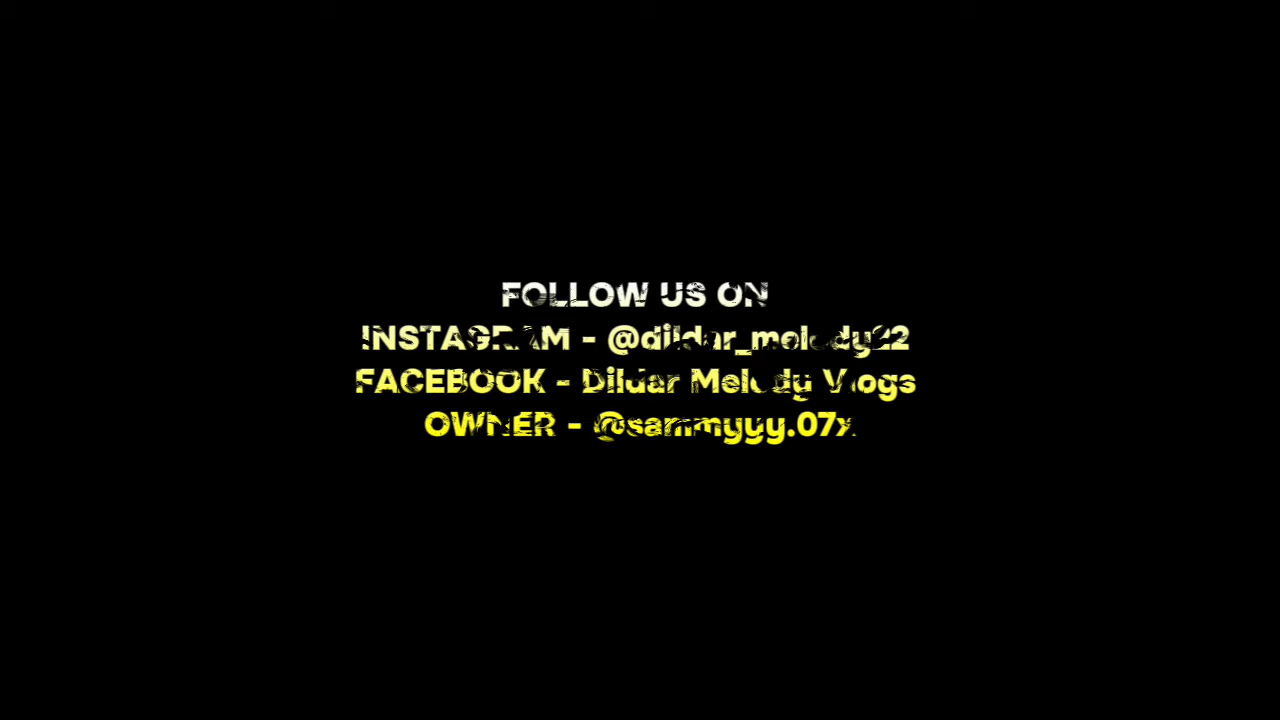 FOLLOW US ON
INSTAGRAM - @dildar_melody22
FACEBOOK - Dildar Melody Vlogs
OWNER - @sammyyy.07x